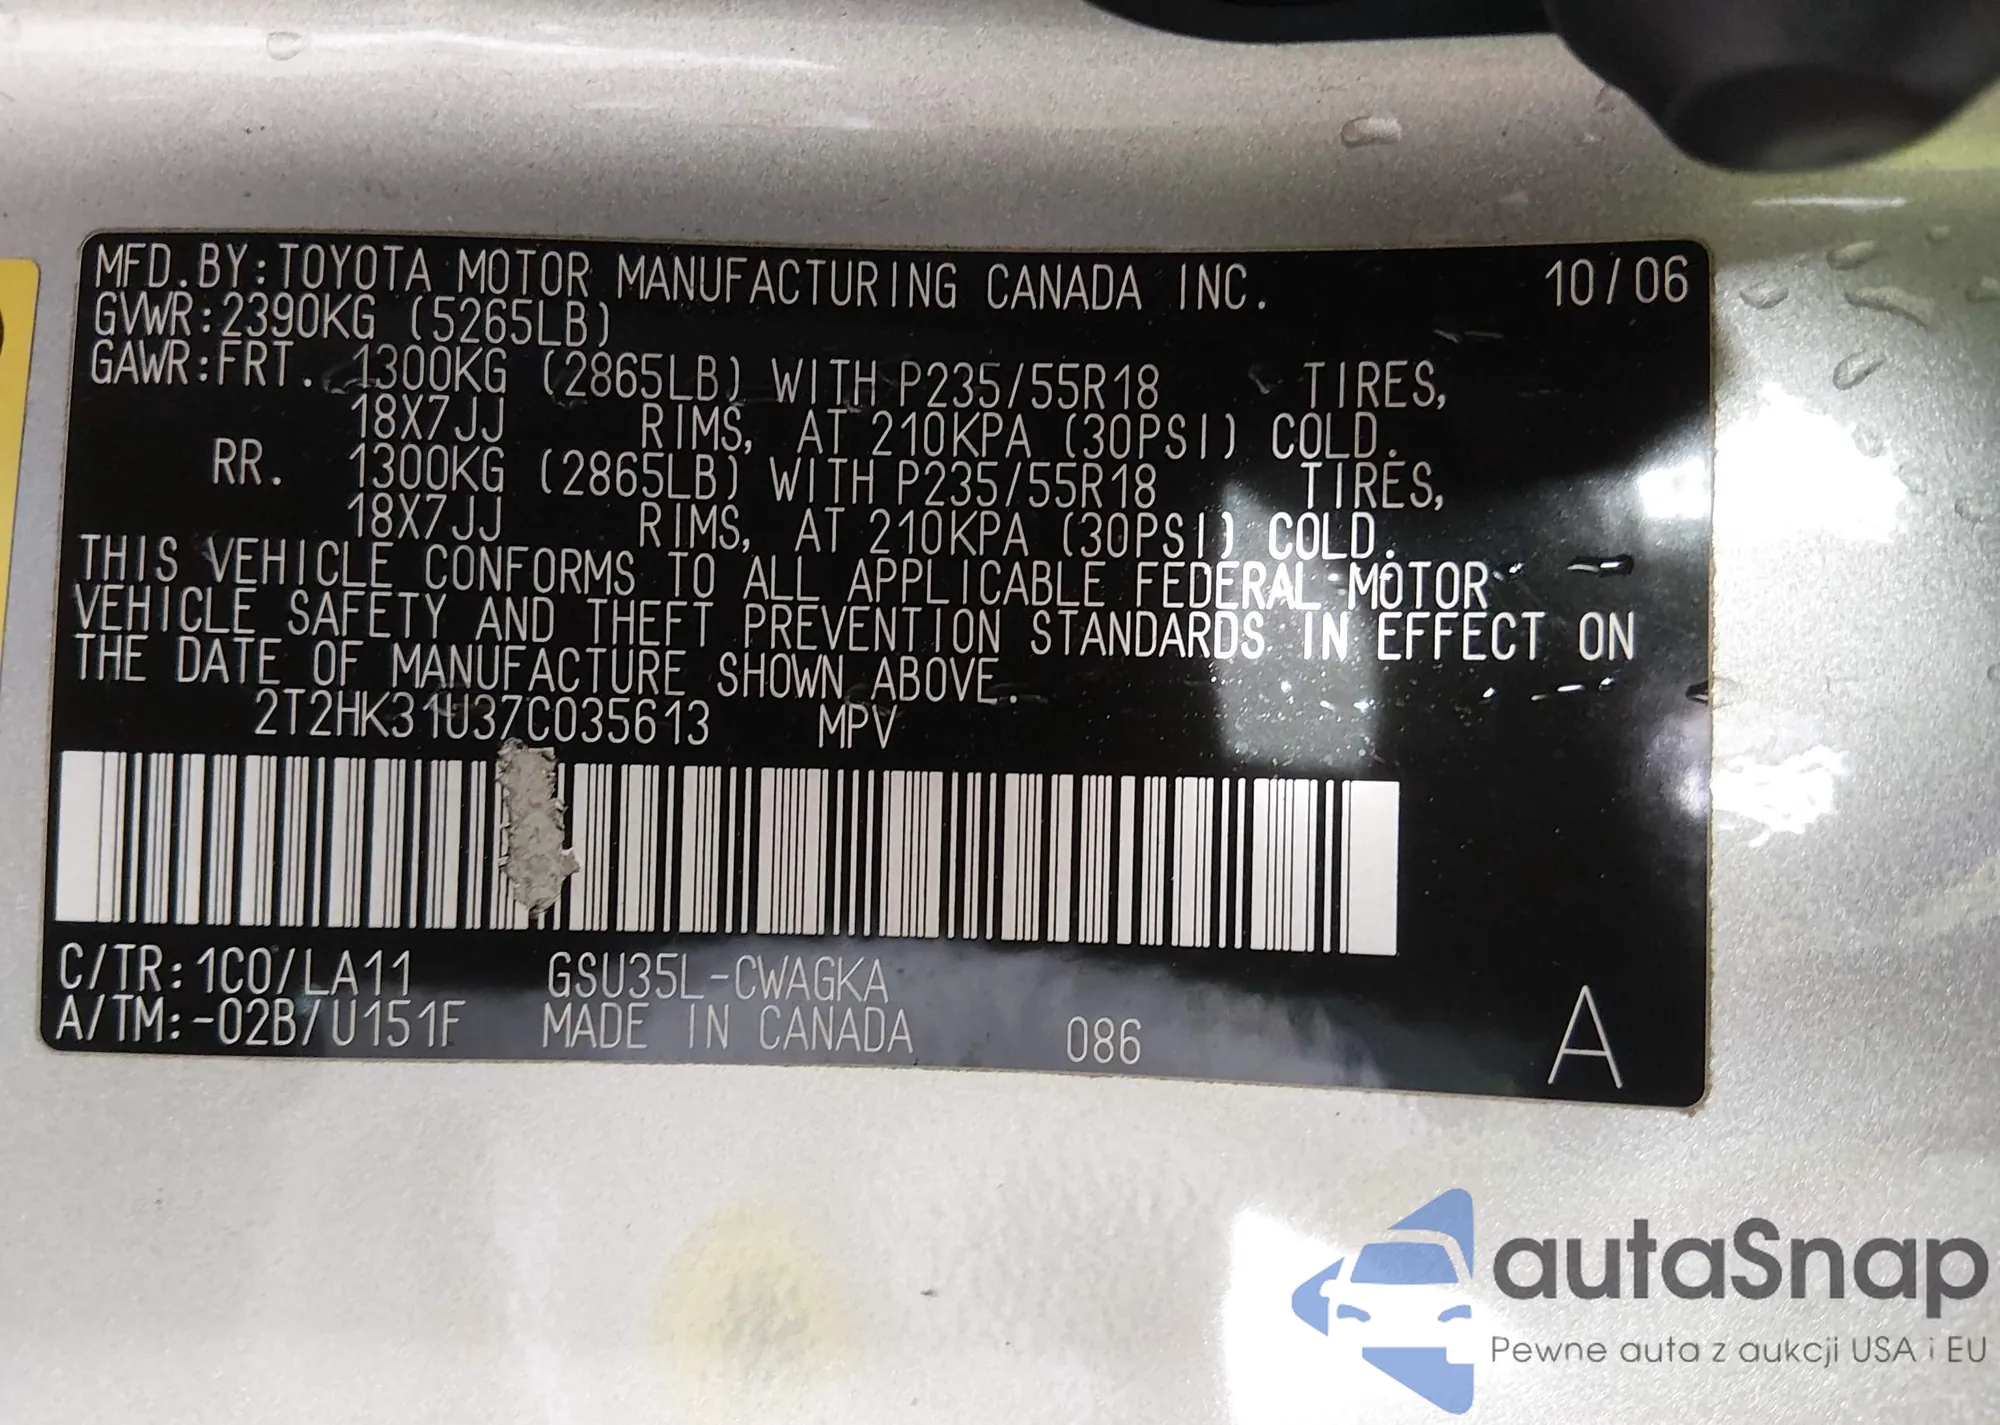 MFD.BY:TOYOTA MOTOR MANUFACTURING CANADA INC. 10/06
GVWR:2390KG (5265LB)
GAWR:FRT. 1300KG (2865LB) WITH P235/55R18 TIRES,
18X7JJ RIMS, AT 210KPA (30PSI) COLD.
RR. 1300KG (2865LB) WITH P235/55R18 TIRES,
18X7JJ RIMS, AT 210KPA (30PSI) COLD.
THIS VEHICLE CONFORMS TO ALL APPLICABLE FEDERAL MOTOR
VEHICLE SAFETY AND THEFT PREVENTION STANDARDS IN EFFECT ON
THE DATE OF MANUFACTURE SHOWN ABOVE.
2T2HK31U37C035613 MPV
C/TR:1C0/LA11 GSU35L-CWAGKA
A/TM:-02B/U151F MADE IN CANADA 086 A
autaSnap
Pewne auta z aukcji USA i EU